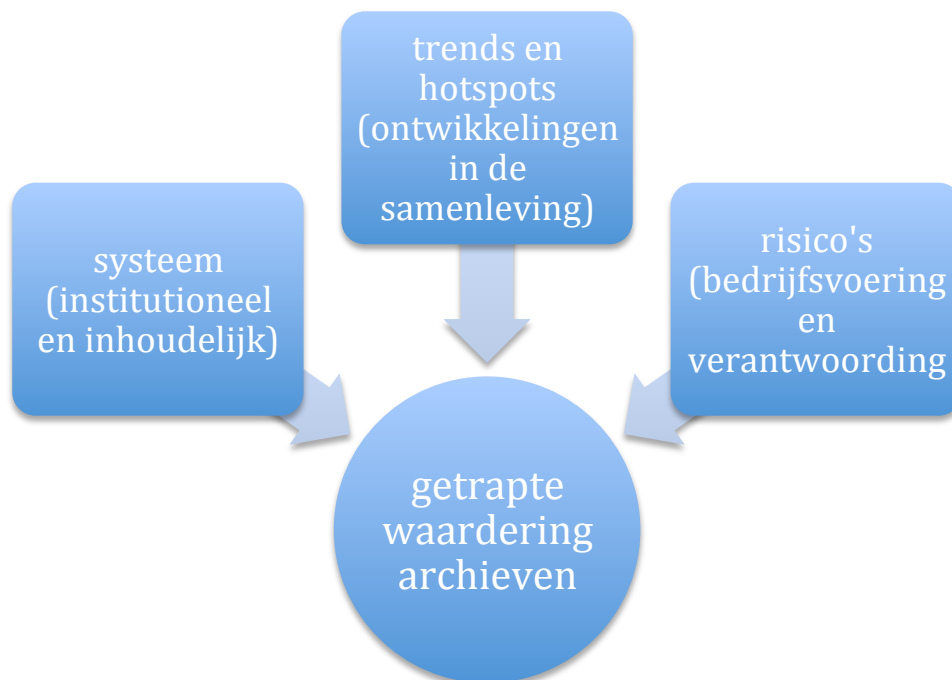 trends en
hotspots
(ontwikkelingen
in de
samenleving)
systeem
(institutioneel
en inhoudelijk)
risico's
(bedrijfsvoering
en
verantwoording
getrapte
waardering
archieven